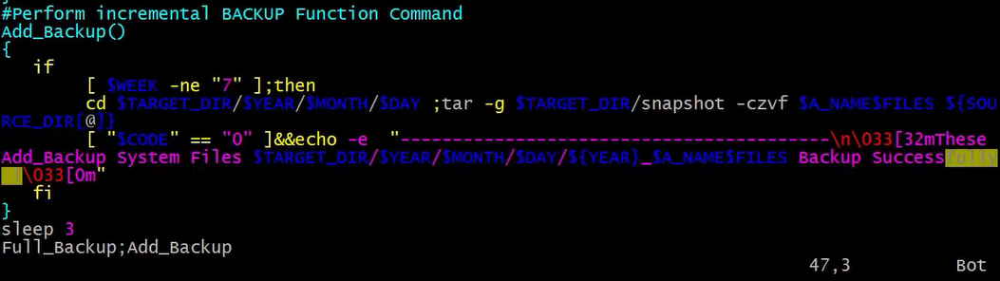 }
#Perform incremental BACKUP Function Command
Add_Backup()
{
   if
         [ $WEEK -ne "7" ];then
         cd $TARGET_DIR/$YEAR/$MONTH/$DAY ;tar -g $TARGET_DIR/snapshot -czvf $A_NAME$FILES ${SOU
RCE_DIR[@]}
         [ "$CODE" == "0" ]&&echo -e  "-------------------------------------------\n\033[32mThese
Add_Backup System Files $TARGET_DIR/$YEAR/$MONTH/$DAY/${YEAR}_$A_NAME$FILES Backup Successfully
!!\033[0m"
   fi
}
sleep 3
Full_Backup;Add_Backup
47,3 Bot